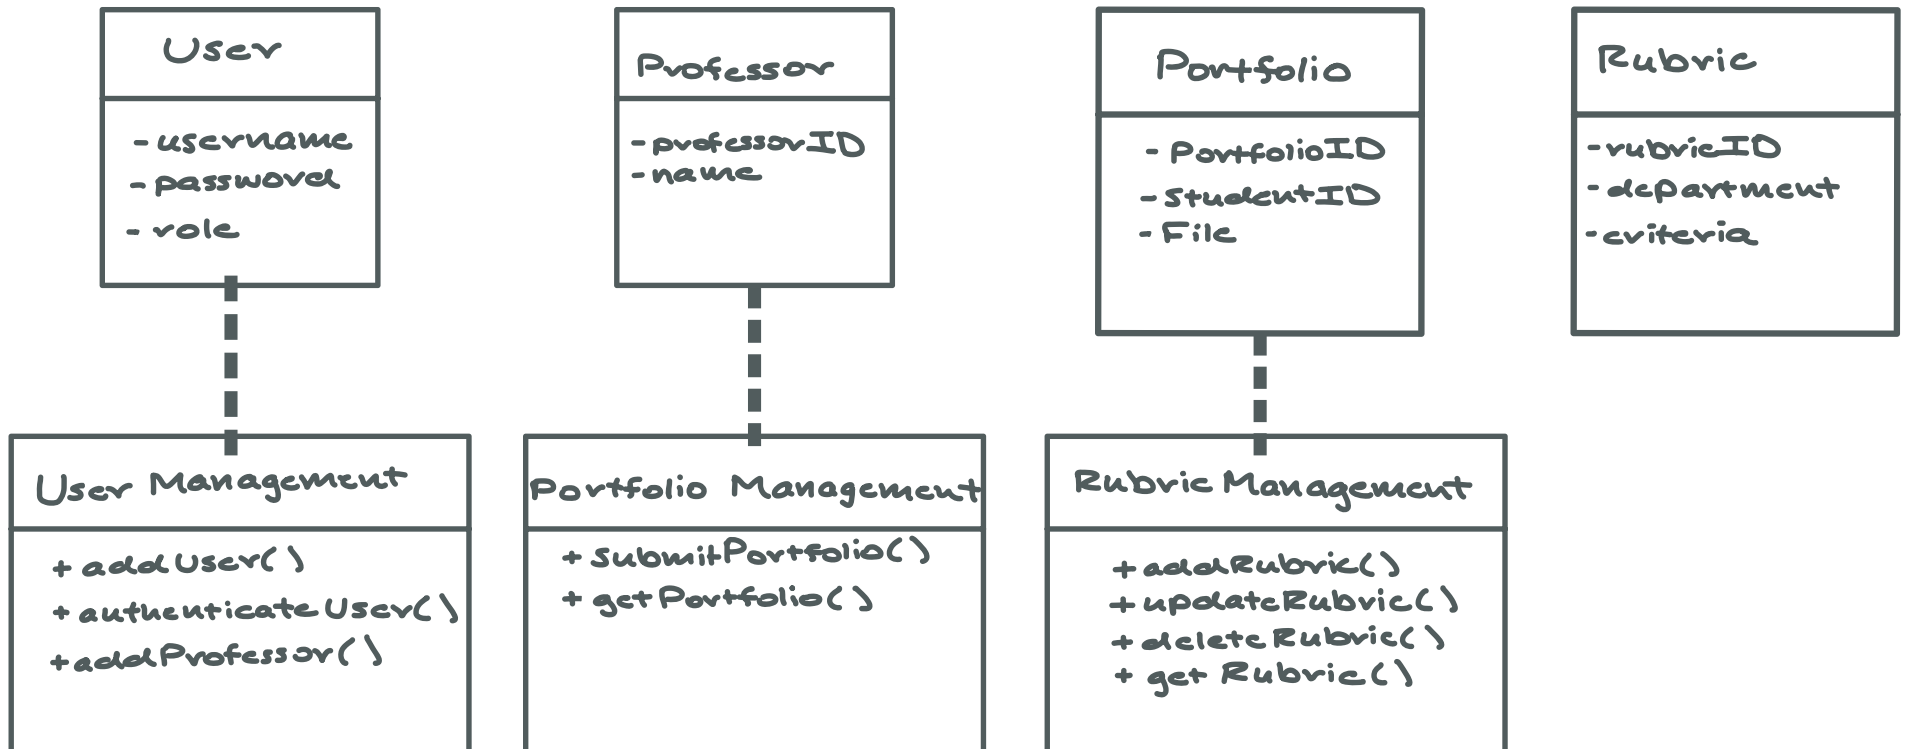 User
- username
- password
- role
Professor
- professorID
- name
Portfolio
- PortfolioID
- StudentID
- File
Rubric
- rubricID
- department
- criteria
User Management
+ addUser()
+ authenticateUser()
+ addProfessor()
Portfolio Management
+ submitPortfolio()
+ getPortfolio()
Rubric Management
+ addRubric()
+ updateRubric()
+ deleteRubric()
+ get Rubric()